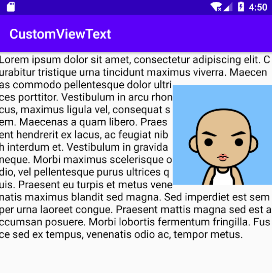 4:50
CustomViewText
Lorem ipsum dolor sit amet, consectetur adipiscing elit. C
urabitur tristique urna tincidunt maximus viverra. Maecen
as commodo pellentesque dolor ultri
ces porttitor. Vestibulum in arcu rhon
cus, maximus ligula vel, consequat s
em. Maecenas a quam libero. Praes
ent hendrerit ex lacus, ac feugiat nib
h interdum et. Vestibulum in gravida
neque. Morbi maximus scelerisque o
dio, vel pellentesque purus ultrices q
uis. Praesent eu turpis et metus vene
natis maximus blandit sed magna. Sed imperdiet est sem
per urna laoreet congue. Praesent mattis magna sed est a
ccumsan posuere. Morbi lobortis fermentum fringilla. Fus
ce sed ex tempus, venenatis odio ac, tempor metus.